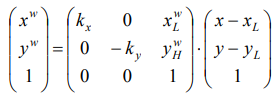 ( x^w ) = ( k_x 0 x_L^w ) · ( x − x_L )
( y^w ) = ( 0 −k_y y_H^w ) · ( y − y_L )
( 1 ) = ( 0 0 1 ) · ( 1 )